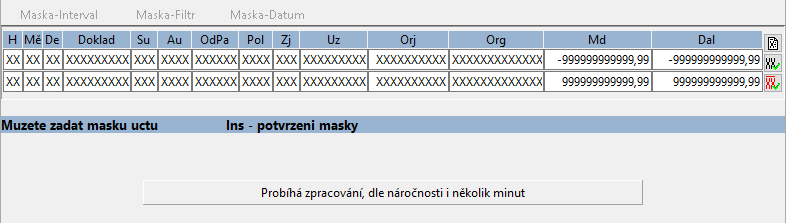 Maska-Interval Maska-Filtr Maska-Datum
H Mě De Doklad Su Au OdPa Pol Zj Uz Orj Org Md Dal
XX XX XX XXXXXXXXX XXX XXXX XXXXXX XXXX XXX XXXXXXXXX XXXXXXXXXX XXXXXXXXXXXXX -999999999999,99 -999999999999,99
XX XX XX XXXXXXXXX XXX XXXX XXXXXX XXXX XXX XXXXXXXXX XXXXXXXXXX XXXXXXXXXXXXX 999999999999,99 999999999999,99
Muzete zadat masku uctu Ins - potvrzeni masky
Probíhá zpracování, dle náročnosti i několik minut